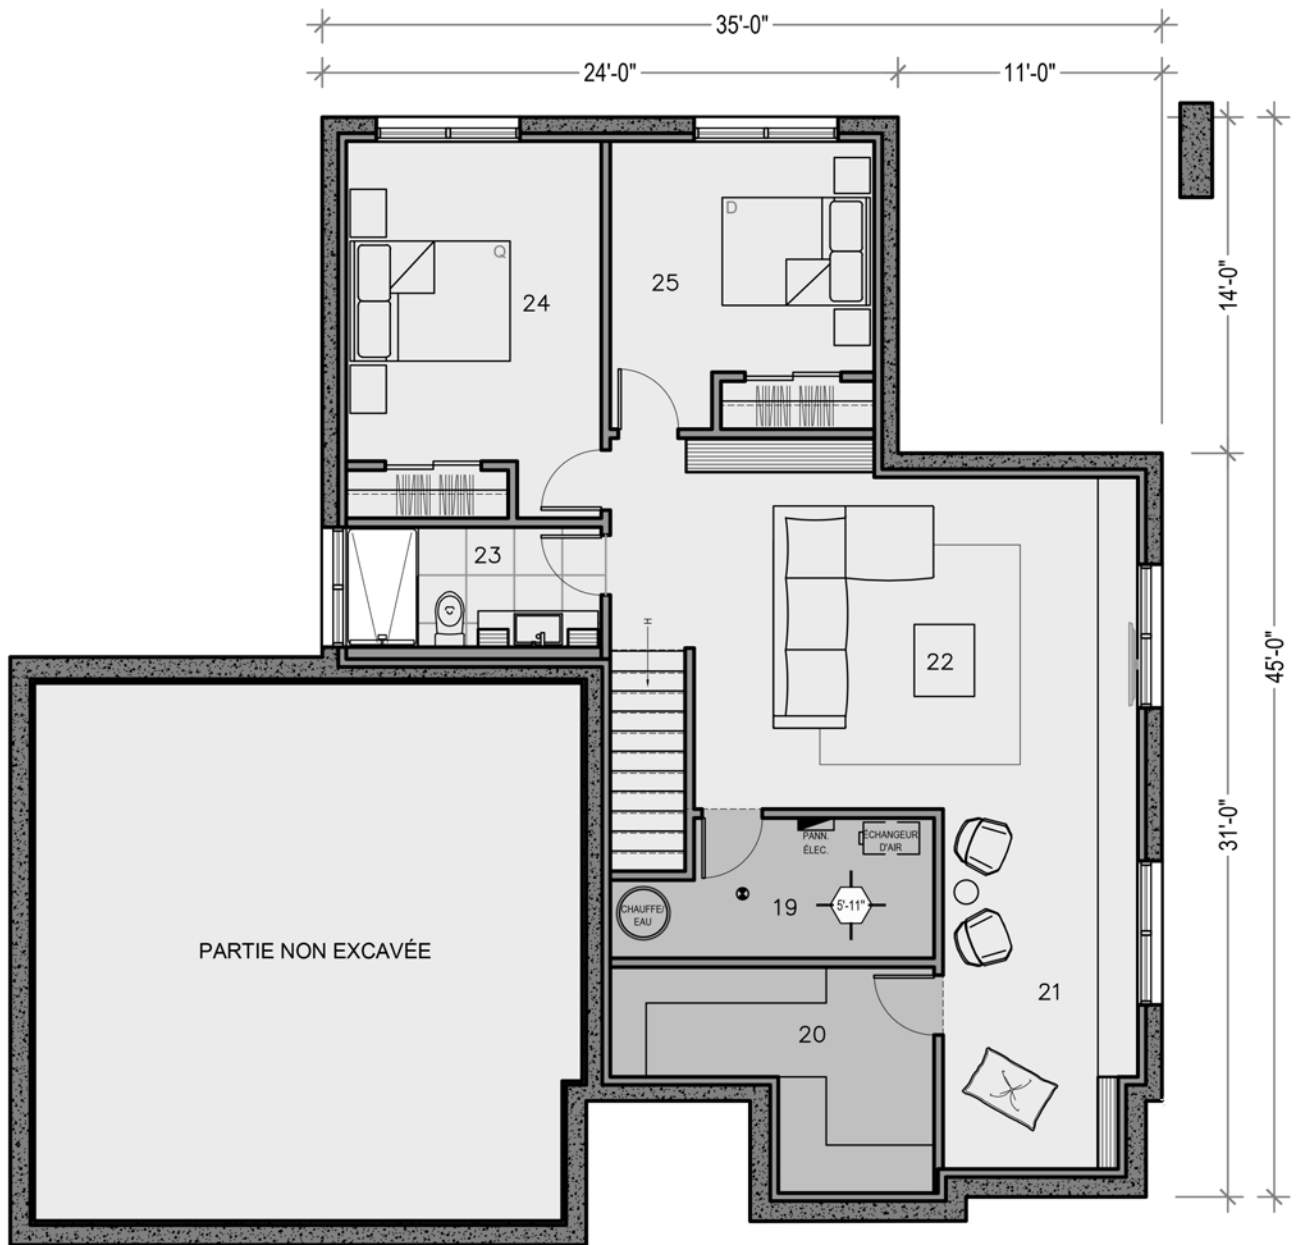 35'-0"
24'-0"
11'-0"
D
Q
25
24
14'-0"
23
H
22
45'-0"
31'-0"
PANN.
ÉLEC.
ÉCHANGEUR
D'AIR
CHAUFFE/
EAU
19
5'-11"
PARTIE NON EXCAVÉE
21
20